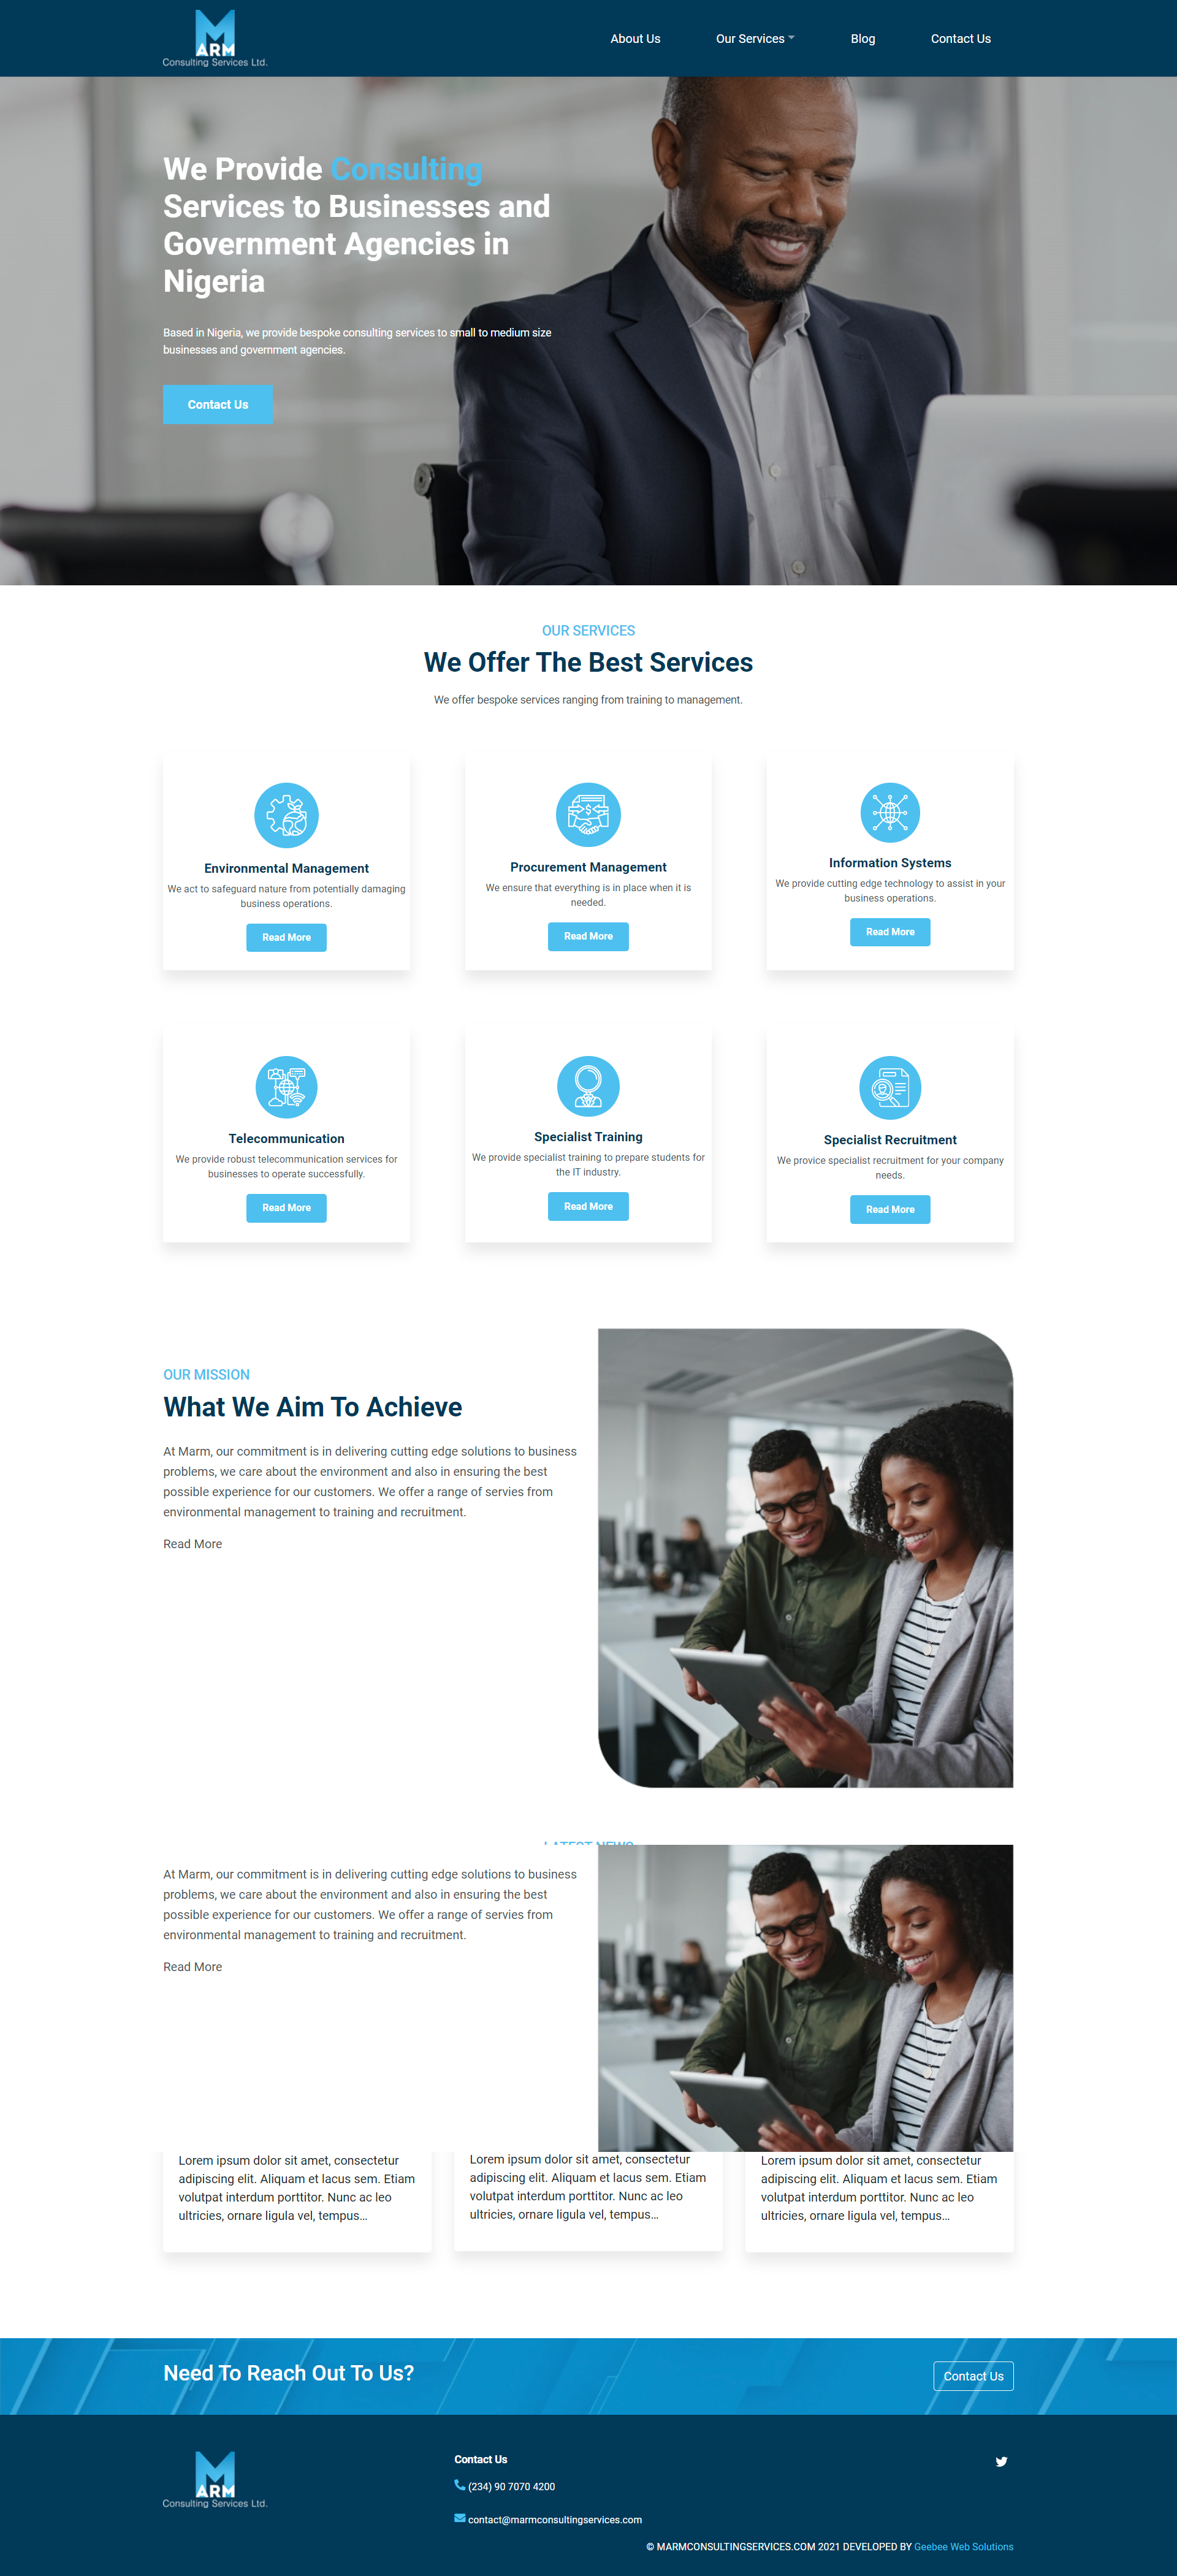 M
ARM
Consulting Services Ltd.
About Us
Our Services
Blog
Contact Us
We Provide Consulting
Services to Businesses and
Government Agencies in
Nigeria
Based in Nigeria, we provide bespoke consulting services to small to medium size
businesses and government agencies.
Contact Us
OUR SERVICES
We Offer The Best Services
We offer bespoke services ranging from training to management.
Environmental Management
We act to safeguard nature from potentially damaging
business operations.
Read More
Procurement Management
We ensure that everything is in place when it is
needed.
Read More
Information Systems
We provide cutting edge technology to assist in your
business operations.
Read More
Telecommunication
We provide robust telecommunication services for
businesses to operate successfully.
Read More
Specialist Training
We provide specialist training to prepare students for
the IT industry.
Read More
Specialist Recruitment
We provice specialist recruitment for your company
needs.
Read More
OUR MISSION
What We Aim To Achieve
At Marm, our commitment is in delivering cutting edge solutions to business
problems, we care about the environment and also in ensuring the best
possible experience for our customers. We offer a range of servies from
environmental management to training and recruitment.
Read More
LATEST NEWS
At Marm, our commitment is in delivering cutting edge solutions to business
problems, we care about the environment and also in ensuring the best
possible experience for our customers. We offer a range of servies from
environmental management to training and recruitment.
Read More
Lorem ipsum dolor sit amet, consectetur
adipiscing elit. Aliquam et lacus sem. Etiam
volutpat interdum porttitor. Nunc ac leo
ultricies, ornare ligula vel, tempus...
Lorem ipsum dolor sit amet, consectetur
adipiscing elit. Aliquam et lacus sem. Etiam
volutpat interdum porttitor. Nunc ac leo
ultricies, ornare ligula vel, tempus...
Lorem ipsum dolor sit amet, consectetur
adipiscing elit. Aliquam et lacus sem. Etiam
volutpat interdum porttitor. Nunc ac leo
ultricies, ornare ligula vel, tempus...
Need To Reach Out To Us?
Contact Us
M
ARM
Consulting Services Ltd.
Contact Us
(234) 90 7070 4200
contact@marmconsultingservices.com
© MARMCONSULTINGSERVICES.COM 2021 DEVELOPED BY Geebee Web Solutions